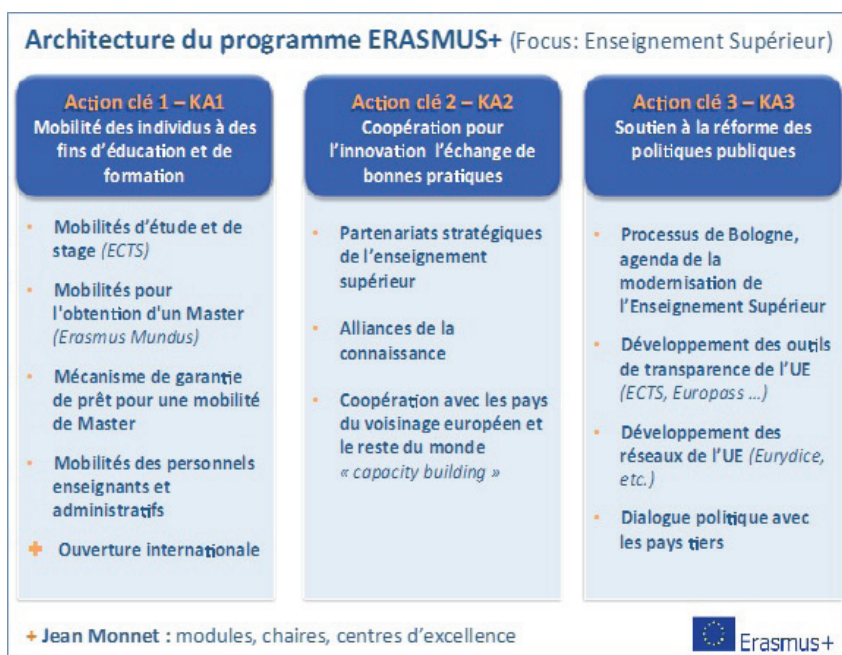 Architecture du programme ERASMUS+ (Focus: Enseignement Supérieur)
Action clé 1 – KA1
Mobilité des individus à des
fins d'éducation et de
formation
• Mobilités d'étude et de
stage (ECTS)
• Mobilités pour
l'obtention d'un Master
(Erasmus Mundus)
• Mécanisme de garantie
de prêt pour une mobilité
de Master
• Mobilités des personnels
enseignants et
administratifs
+ Ouverture internationale
Action clé 2 – KA2
Coopération pour
l'innovation l'échange de
bonnes pratiques
• Partenariats stratégiques
de l'enseignement
supérieur
• Alliances de la
connaissance
• Coopération avec les pays
du voisinage européen et
le reste du monde
« capacity building »
Action clé 3 – KA3
Soutien à la réforme des
politiques publiques
• Processus de Bologne,
agenda de la
modernisation de
l'Enseignement Supérieur
• Développement des outils
de transparence de l'UE
(ECTS, Europass ...)
• Développement des
réseaux de l'UE (Eurydice,
etc.)
• Dialogue politique avec
les pays tiers
+ Jean Monnet : modules, chaires, centres d'excellence
Erasmus+